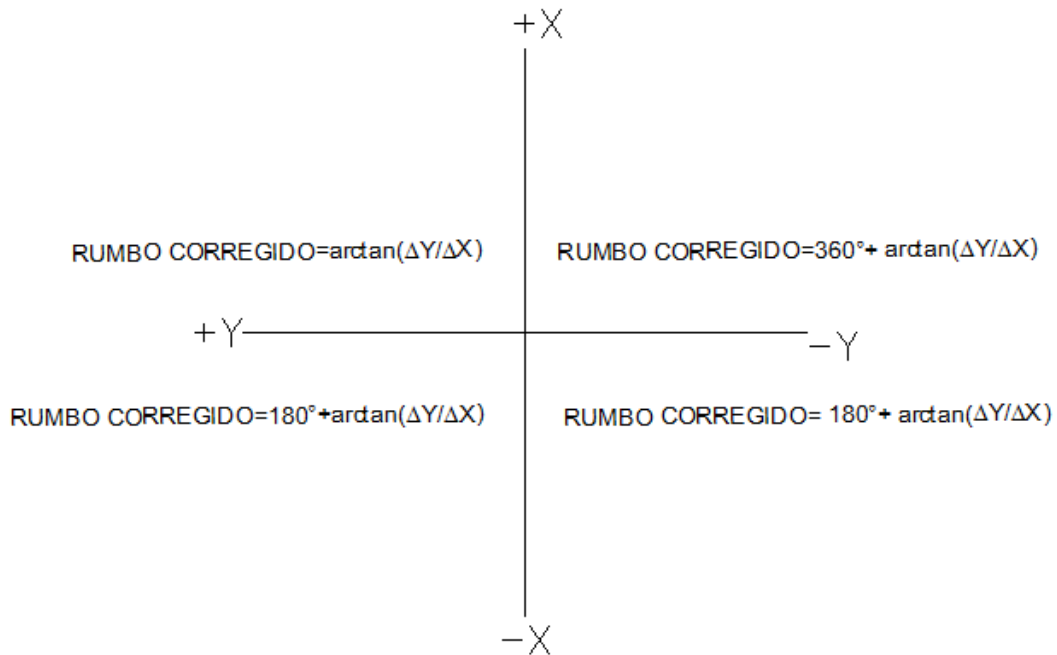 +X
RUMBO CORREGIDO=arctan(ΔY/ΔX)
RUMBO CORREGIDO=360°+ arctan(ΔY/ΔX)
+Y
-Y
RUMBO CORREGIDO=180°+arctan(ΔY/ΔX)
RUMBO CORREGIDO= 180°+ arctan(ΔY/ΔX)
-X